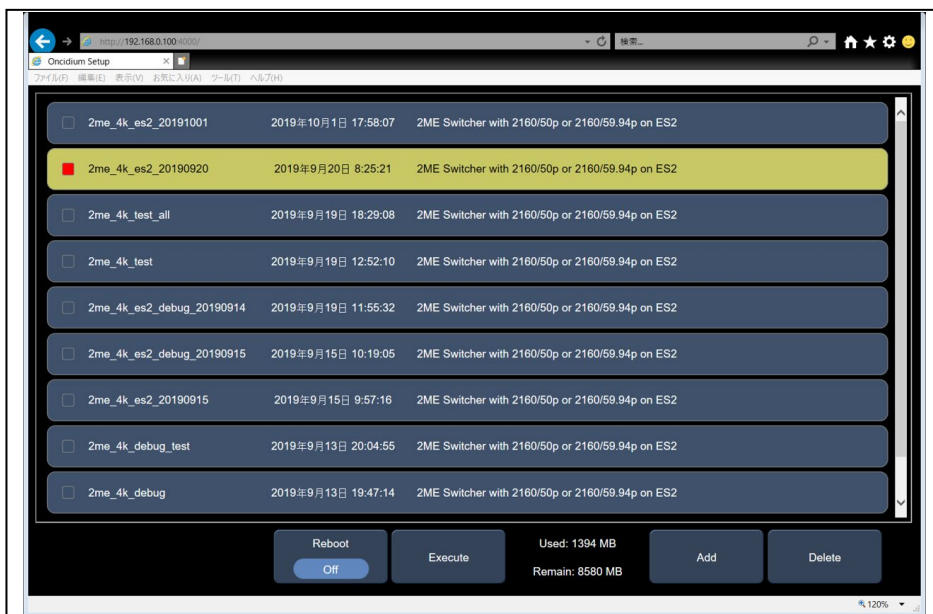 http://192.168.0.100:4000/
検索...
Oncidium Setup
ファイル(F) 編集(E) 表示(V) お気に入り(A) ツール(T) ヘルプ(H)
2me_4k_es2_20191001 2019年10月1日 17:58:07 2ME Switcher with 2160/50p or 2160/59.94p on ES2
2me_4k_es2_20190920 2019年9月20日 8:25:21 2ME Switcher with 2160/50p or 2160/59.94p on ES2
2me_4k_test_all 2019年9月19日 18:29:08 2ME Switcher with 2160/50p or 2160/59.94p on ES2
2me_4k_test 2019年9月19日 12:52:10 2ME Switcher with 2160/50p or 2160/59.94p on ES2
2me_4k_es2_debug_20190914 2019年9月19日 11:55:32 2ME Switcher with 2160/50p or 2160/59.94p on ES2
2me_4k_es2_debug_20190915 2019年9月15日 10:19:05 2ME Switcher with 2160/50p or 2160/59.94p on ES2
2me_4k_es2_20190915 2019年9月15日 9:57:16 2ME Switcher with 2160/50p or 2160/59.94p on ES2
2me_4k_debug_test 2019年9月13日 20:04:55 2ME Switcher with 2160/50p or 2160/59.94p on ES2
2me_4k_debug 2019年9月13日 19:47:14 2ME Switcher with 2160/50p or 2160/59.94p on ES2
Reboot
Off
Execute
Used: 1394 MB
Remain: 8580 MB
Add
Delete
120%